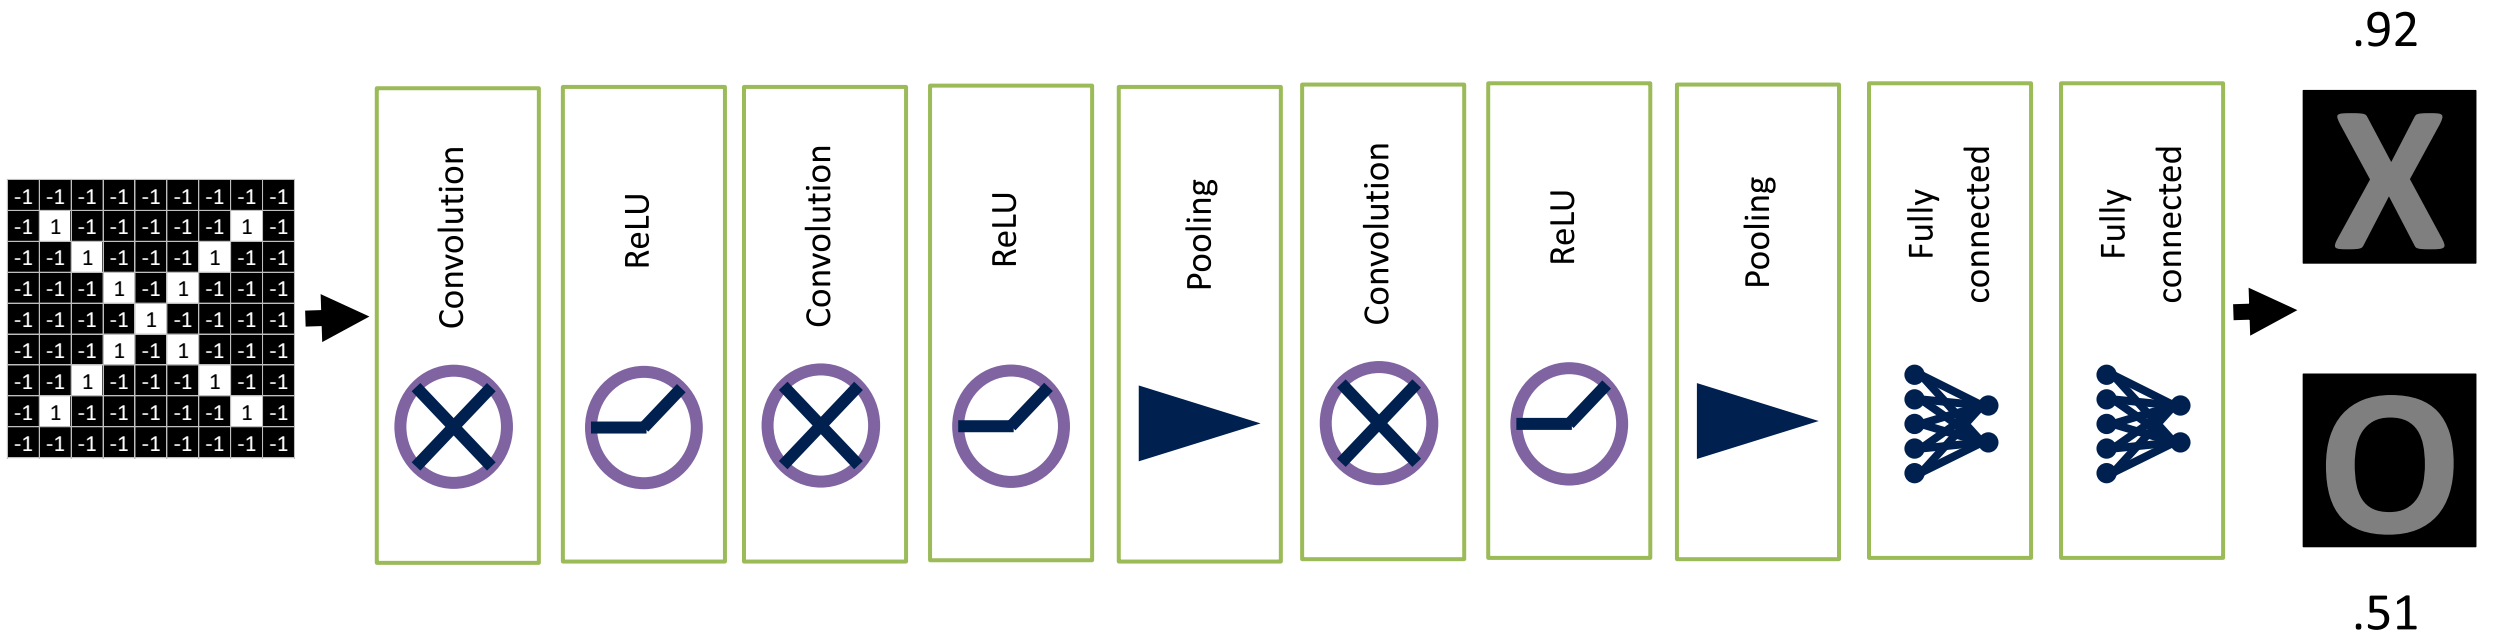 -1 -1 -1 -1 -1 -1 -1 -1 -1
-1 1 -1 -1 -1 -1 -1 1 -1
-1 -1 1 -1 -1 -1 1 -1 -1
-1 -1 -1 1 -1 1 -1 -1 -1
-1 -1 -1 -1 1 -1 -1 -1 -1
-1 -1 -1 1 -1 1 -1 -1 -1
-1 -1 1 -1 -1 -1 1 -1 -1
-1 1 -1 -1 -1 -1 -1 1 -1
-1 -1 -1 -1 -1 -1 -1 -1 -1
Convolution
ReLU
Convolution
ReLU
Pooling
Convolution
ReLU
Pooling
Fully
connected
Fully
connected
.92
X
O
.51